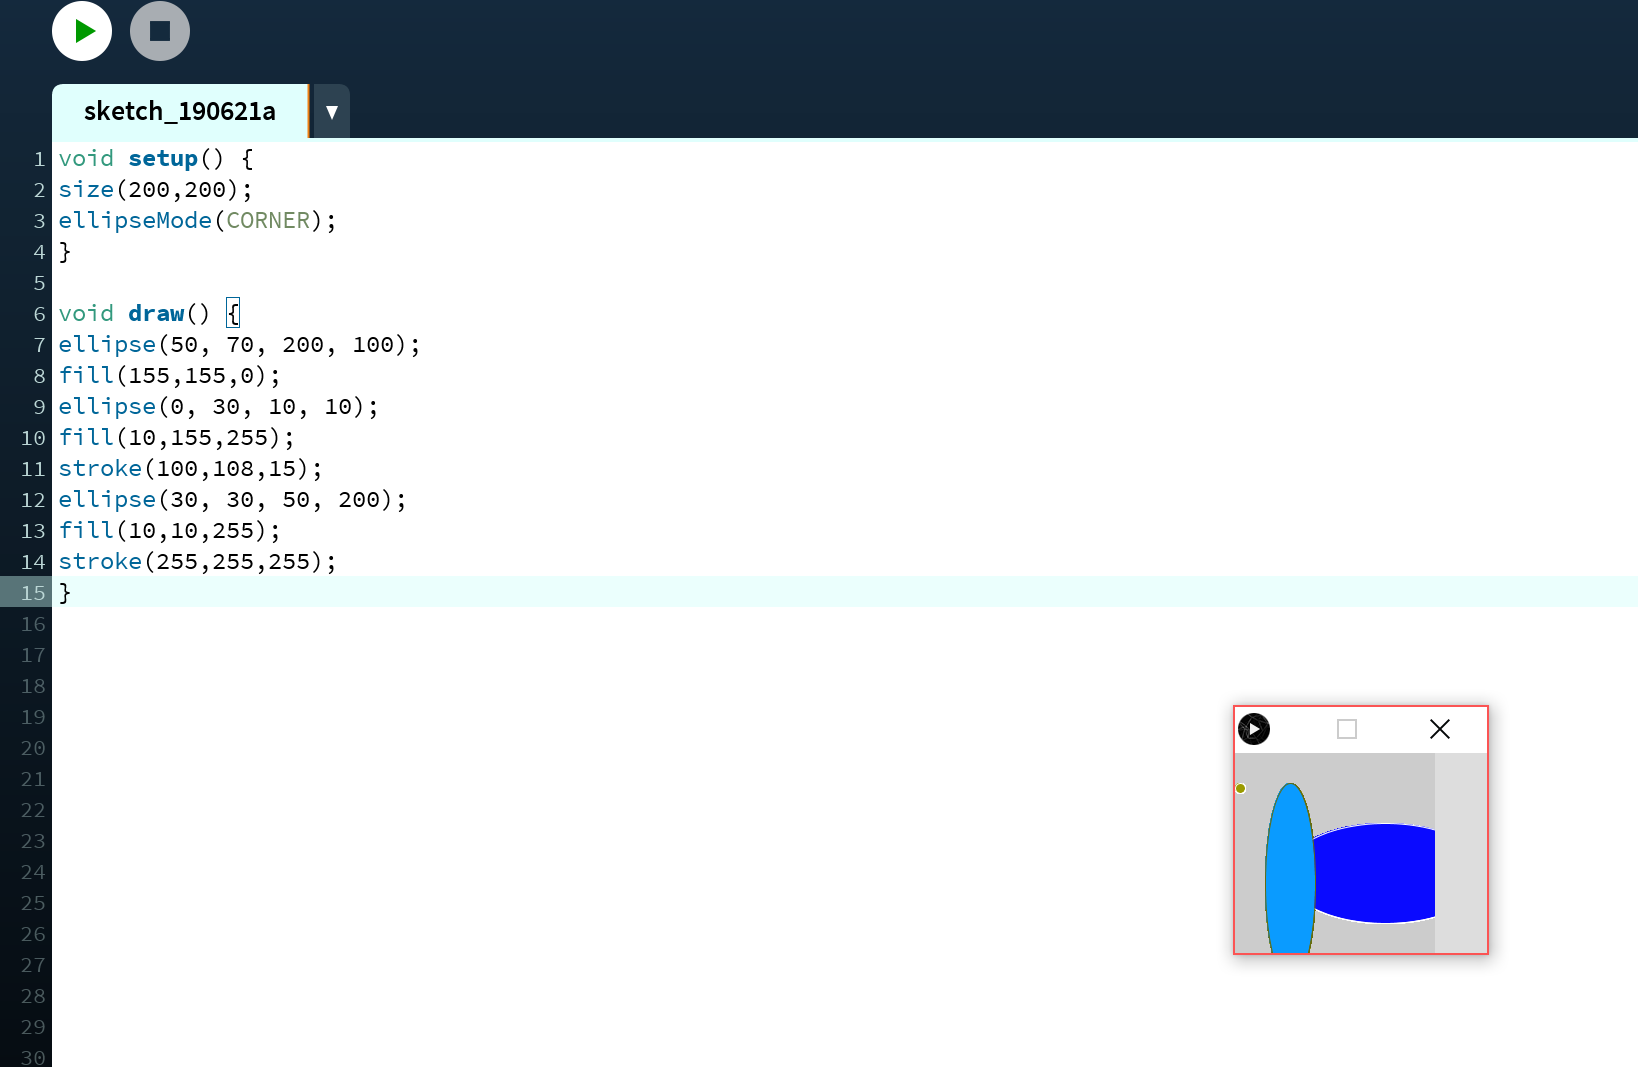 sketch_190621a ▼
1 void setup() {
2 size(200,200);
3 ellipseMode(CORNER);
4 }
5
6 void draw() {
7 ellipse(50, 70, 200, 100);
8 fill(155,155,0);
9 ellipse(0, 30, 10, 10);
10 fill(10,155,255);
11 stroke(100,108,15);
12 ellipse(30, 30, 50, 200);
13 fill(10,10,255);
14 stroke(255,255,255);
15 }
16
17
18
19
20
21
22
23
24
25
26
27
28
29
30